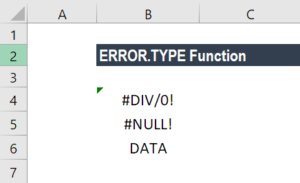 A B C
1
2 ERROR.TYPE Function
3
4 #DIV/0!
5 #NULL!
6 DATA
7